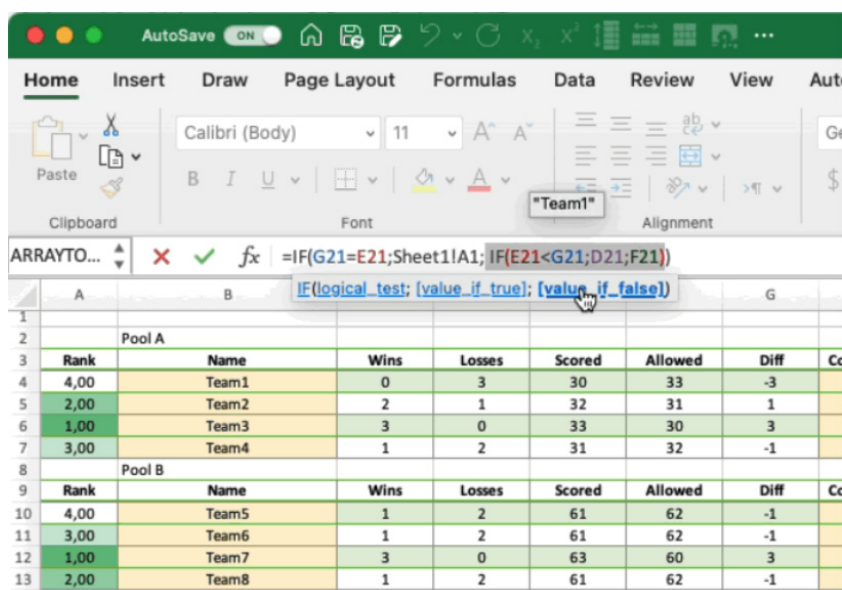 AutoSave ON
Home Insert Draw Page Layout Formulas Data Review View Aut
Calibri (Body) 11
Paste
B I U
Clipboard Font Alignment
"Team1"
ARRAYTO... fx =IF(G21=E21;Sheet1!A1; IF(E21<G21;D21;F21))
IF(logical_test; [value_if_true]; [value_if_false])
A B G
1
2 Pool A
3 Rank Name Wins Losses Scored Allowed Diff Co
4 4,00 Team1 0 3 30 33 -3
5 2,00 Team2 2 1 32 31 1
6 1,00 Team3 3 0 33 30 3
7 3,00 Team4 1 2 31 32 -1
8 Pool B
9 Rank Name Wins Losses Scored Allowed Diff Co
10 4,00 Team5 1 2 61 62 -1
11 3,00 Team6 1 2 61 62 -1
12 1,00 Team7 3 0 63 60 3
13 2,00 Team8 1 2 61 62 -1